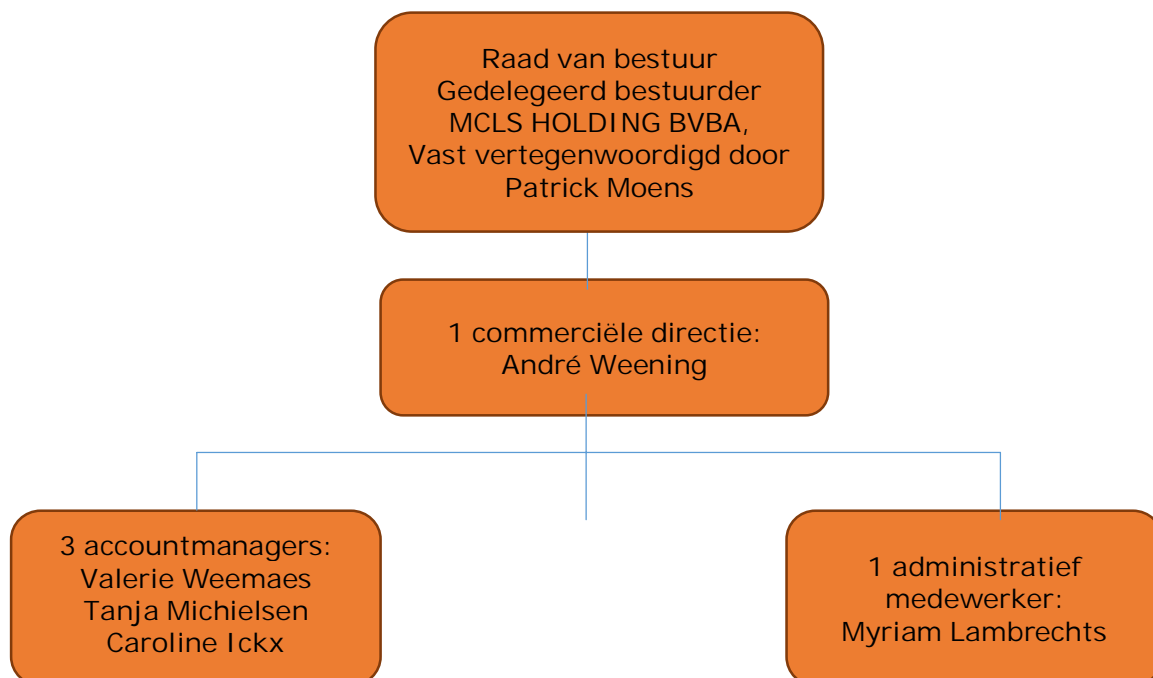 Raad van bestuur
Gedelegeerd bestuurder
MCLS HOLDING BVBA,
Vast vertegenwoordigd door
Patrick Moens
1 commerciële directie:
André Weening
3 accountmanagers:
Valerie Weemaes
Tanja Michielsen
Caroline Ickx
1 administratief
medewerker:
Myriam Lambrechts